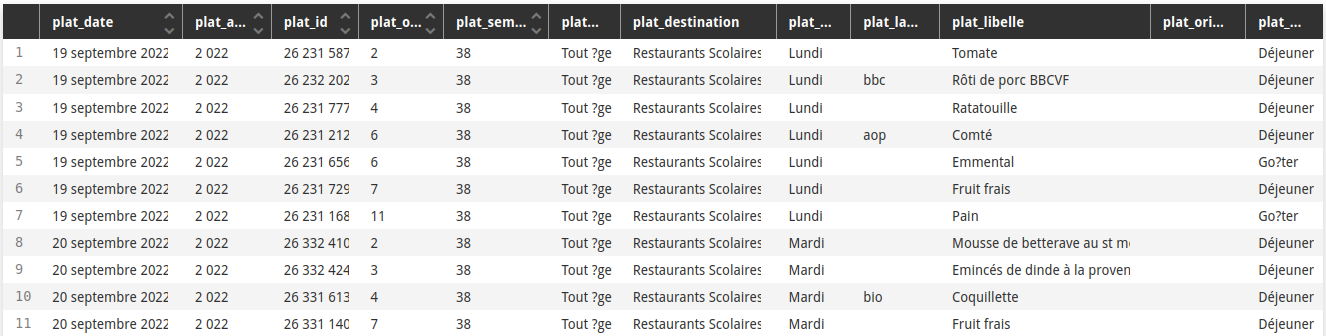 plat_date plat_a... plat_id plat_o... plat_sem... plat... plat_destination plat_... plat_la... plat_libelle plat_ori... plat_...
1 19 septembre 2022 2 022 26 231 587 2 38 Tout ?ge Restaurants Scolaires Lundi Tomate Déjeuner
2 19 septembre 2022 2 022 26 232 202 3 38 Tout ?ge Restaurants Scolaires Lundi bbc Rôti de porc BBCVF Déjeuner
3 19 septembre 2022 2 022 26 231 777 4 38 Tout ?ge Restaurants Scolaires Lundi Ratatouille Déjeuner
4 19 septembre 2022 2 022 26 231 212 6 38 Tout ?ge Restaurants Scolaires Lundi aop Comté Déjeuner
5 19 septembre 2022 2 022 26 231 656 6 38 Tout ?ge Restaurants Scolaires Lundi Emmental Go?ter
6 19 septembre 2022 2 022 26 231 729 7 38 Tout ?ge Restaurants Scolaires Lundi Fruit frais Déjeuner
7 19 septembre 2022 2 022 26 231 168 11 38 Tout ?ge Restaurants Scolaires Lundi Pain Go?ter
8 20 septembre 2022 2 022 26 332 410 2 38 Tout ?ge Restaurants Scolaires Mardi Mousse de betterave au st Déjeuner
9 20 septembre 2022 2 022 26 332 424 3 38 Tout ?ge Restaurants Scolaires Mardi Emincés de dinde à la proven Déjeuner
10 20 septembre 2022 2 022 26 331 613 4 38 Tout ?ge Restaurants Scolaires Mardi bio Coquillette Déjeuner
11 20 septembre 2022 2 022 26 331 140 7 38 Tout ?ge Restaurants Scolaires Mardi Fruit frais Déjeuner